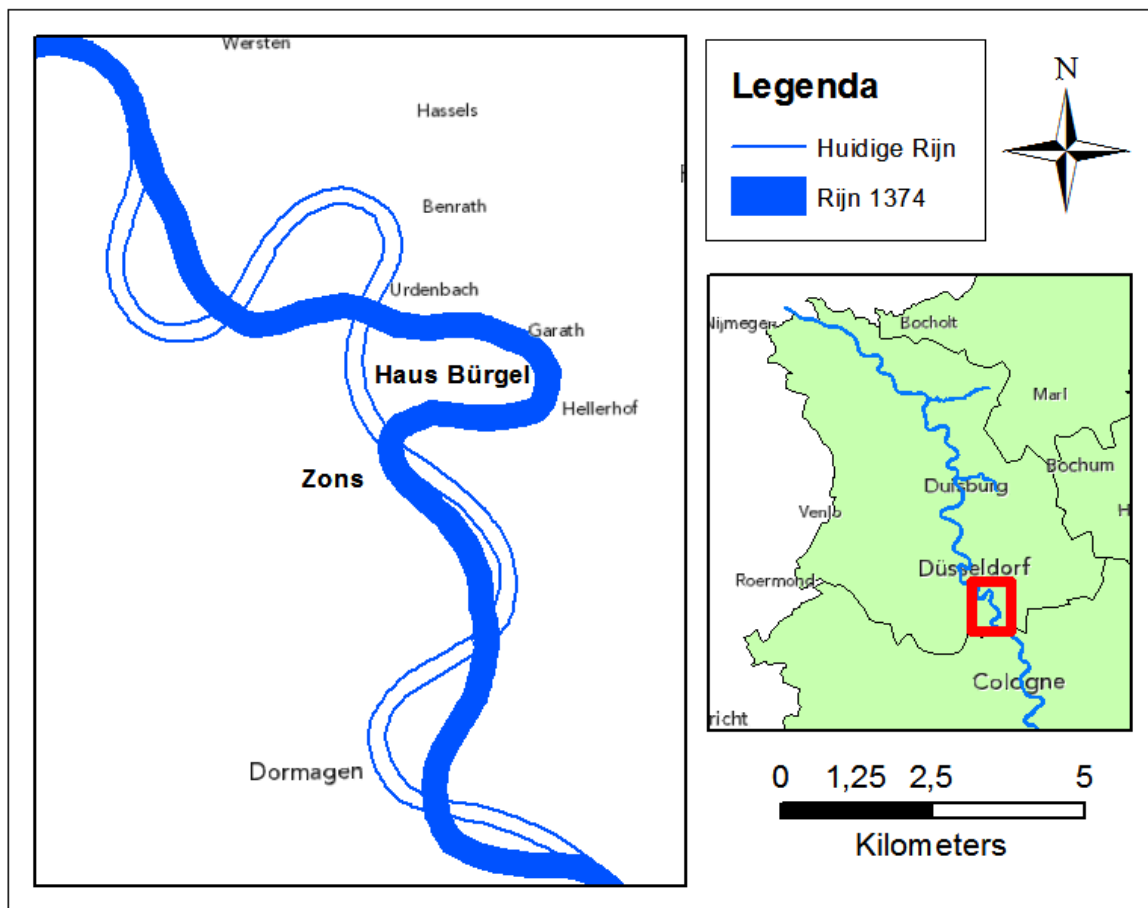 Wersten
Hassels
Benrath
Urdenbach
Garath
Haus Bürgel
Hellerhof
Zons
Dormagen
Legenda
Huidige Rijn
Rijn 1374
N
Nijmegen
Bocholt
Marl
Bochum
Duisburg
Venlo
H
Düsseldorf
Roermond
Cologne
richt
0 1,25 2,5 5
Kilometers